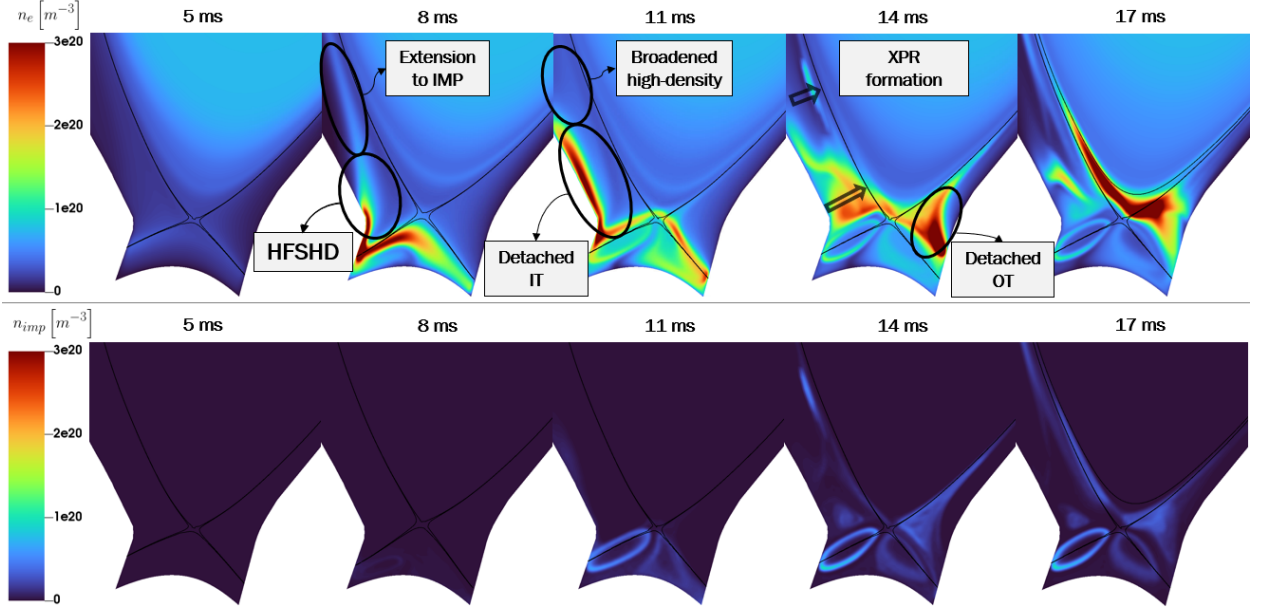 n_e [m^{-3}]
5 ms
8 ms
11 ms
14 ms
17 ms
3e20
2e20
1e20
0
Extension
to IMP
HFSHD
Broadened
high-density
Detached
IT
XPR
formation
Detached
OT
n_{imp} [m^{-3}]
5 ms
8 ms
11 ms
14 ms
17 ms
3e20
2e20
1e20
0